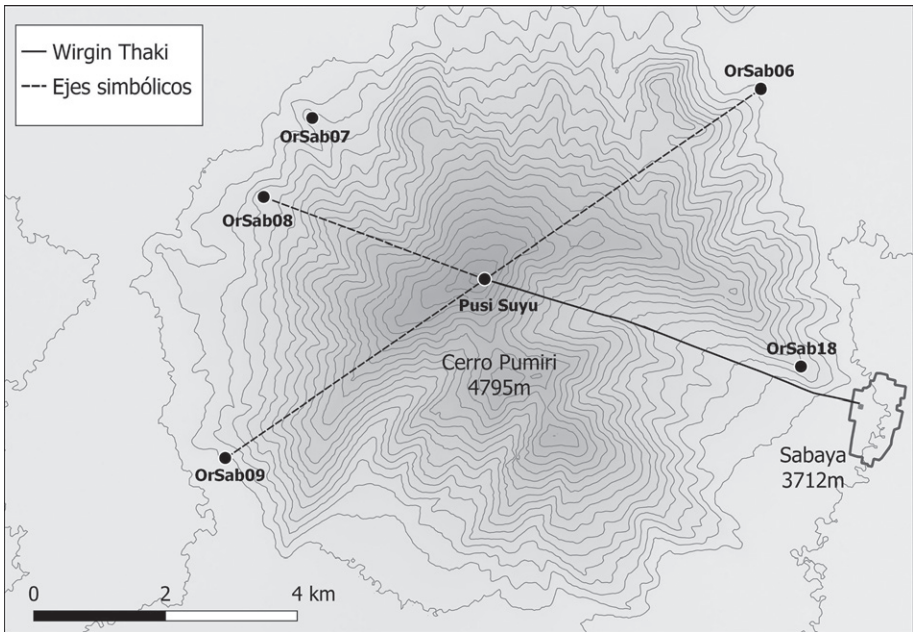 Wirgin Thaki
Ejes simbólicos
OrSab06
OrSab07
OrSab08
Pusi Suyu
OrSab18
Cerro Pumiri
4795m
OrSab09
Sabaya
3712m
0 2 4 km